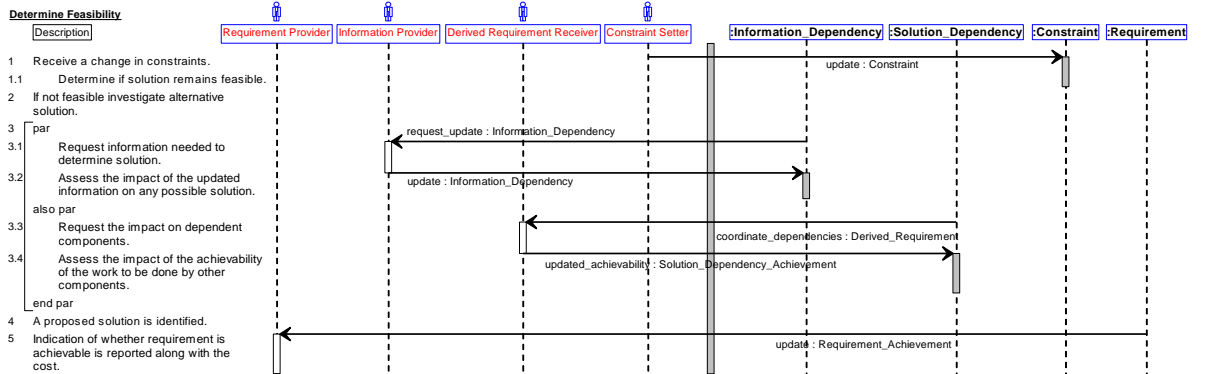 Determine Feasibility
Description
Requirement Provider
Information Provider
Derived Requirement Receiver
Constraint Setter
:Information_Dependency
:Solution_Dependency
:Constraint
:Requirement
1 Receive a change in constraints.
update : Constraint
1.1 Determine if solution remains feasible.
2 If not feasible investigate alternative
solution.
3 par
request_update : Information_Dependency
3.1 Request information needed to
determine solution.
3.2 Assess the impact of the updated
information on any possible solution.
update : Information_Dependency
also par
3.3 Request the impact on dependent
components.
coordinate_dependencies : Derived_Requirement
3.4 Assess the impact of the achievability
of the work to be done by other
components.
updated_achievability : Solution_Dependency_Achievement
end par
4 A proposed solution is identified.
5 Indication of whether requirement is
achievable is reported along with the
cost.
update : Requirement_Achievement